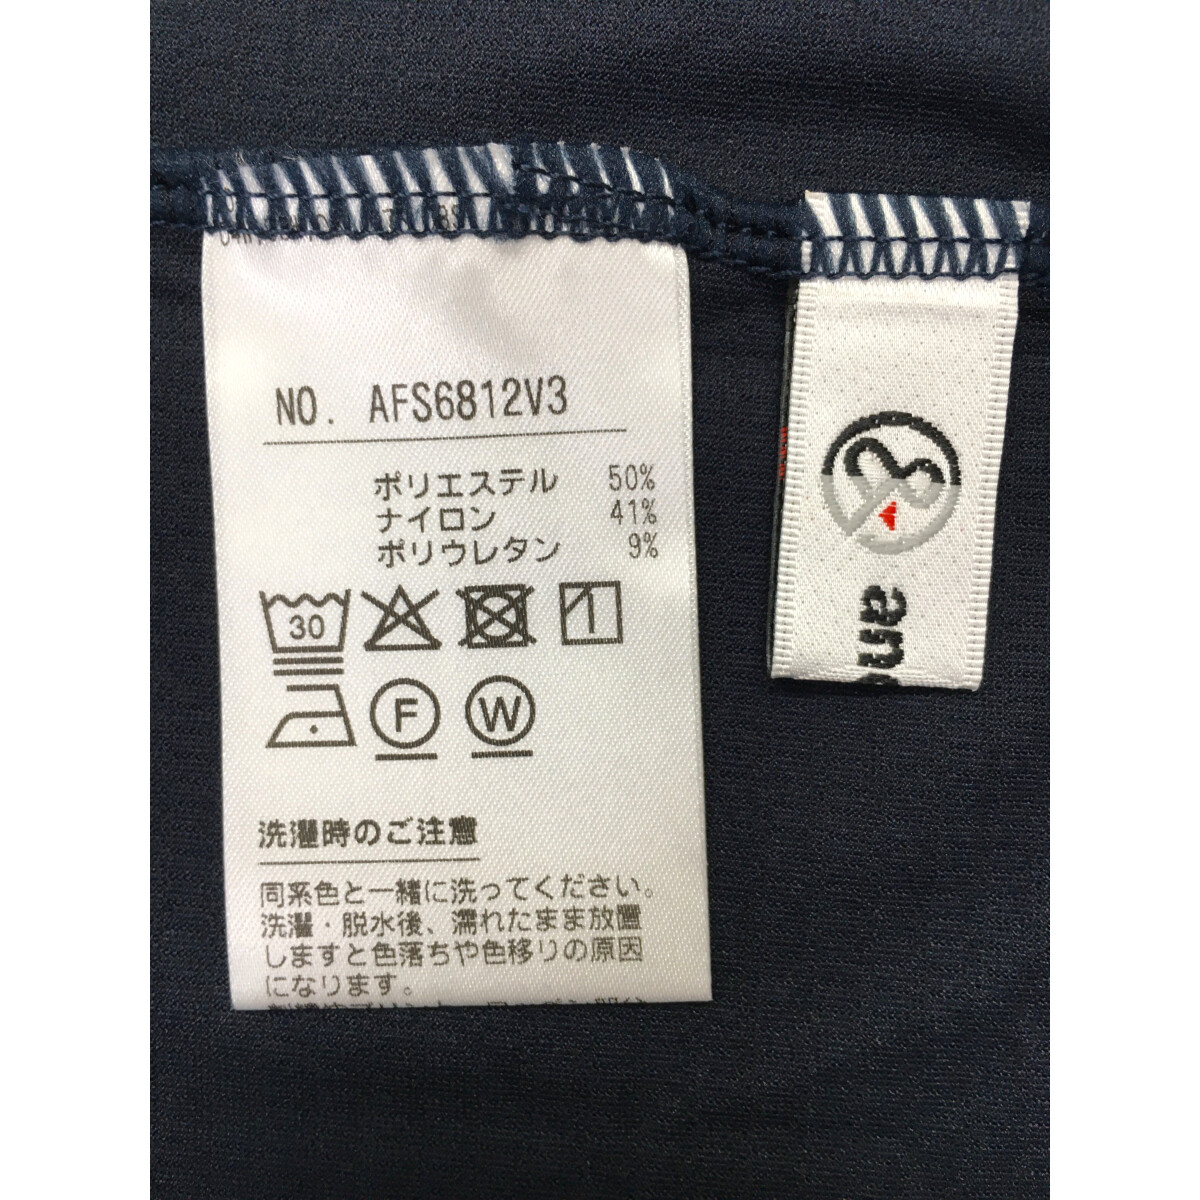 NO. AFS6812V3
ポリエステル 50%
ナイロン 41%
ポリウレタン 9%
30
F
W
洗濯時のご注意
同系色と一緒に洗ってください。
洗濯・脱水後、濡れたまま放置
しますと色落ちや色移りの原因
になります。
an